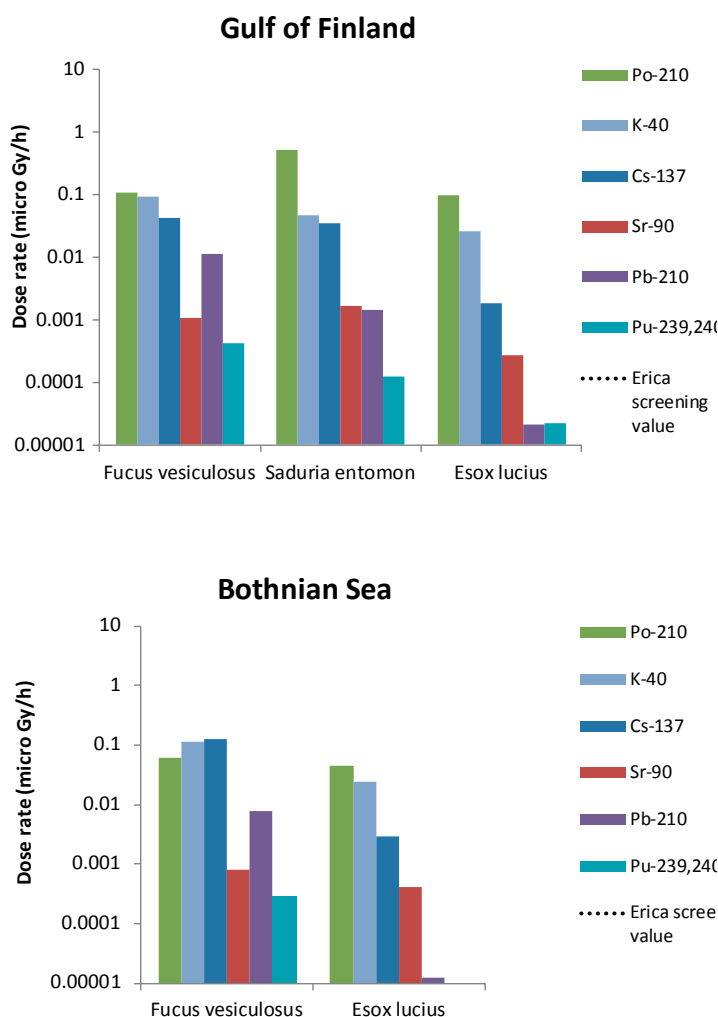 Gulf of Finland
Dose rate (micro Gy/h)
10
1
0.1
0.01
0.001
0.0001
0.00001
Fucus vesiculosus
Saduria entomon
Esox lucius
Po-210
K-40
Cs-137
Sr-90
Pb-210
Pu-239,240
Erica
screening
value
Bothnian Sea
Dose rate (micro Gy/h)
10
1
0.1
0.01
0.001
0.0001
0.00001
Fucus vesiculosus
Esox lucius
Po-210
K-40
Cs-137
Sr-90
Pb-210
Pu-239,240
Erica scree
value